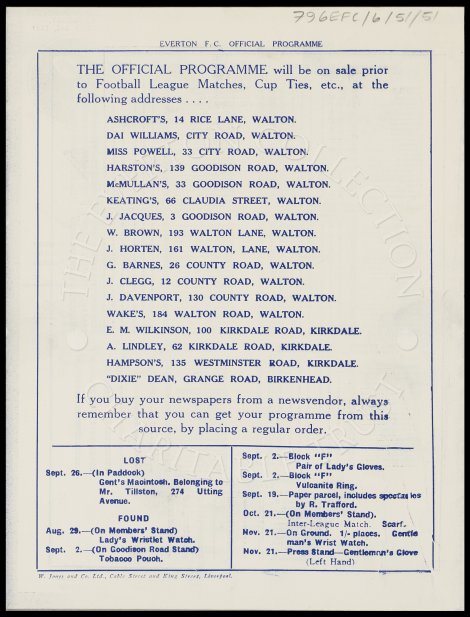 796EFC/6/51/51
EVERTON F.C. OFFICIAL PROGRAMME
THE OFFICIAL PROGRAMME will be on sale prior
to Football League Matches, Cup Ties, etc., at the
following addresses ....
ASHCROFT'S, 14 RICE LANE, WALTON.
DAI WILLIAMS, CITY ROAD, WALTON.
MISS POWELL, 33 CITY ROAD, WALTON.
HARSTON'S, 139 GOODISON ROAD, WALTON.
McMULLAN'S, 33 GOODISON ROAD, WALTON.
KEATING'S, 66 CLAUDIA STREET, WALTON.
J. JACQUES, 3 GOODISON ROAD, WALTON.
W. BROWN, 193 WALTON LANE, WALTON.
J. HORTEN, 161 WALTON, LANE, WALTON.
G. BARNES, 26 COUNTY ROAD, WALTON.
J. CLEGG, 12 COUNTY ROAD, WALTON.
J. DAVENPORT, 130 COUNTY ROAD, WALTON.
WAKE'S, 184 WALTON ROAD, WALTON.
E. M. WILKINSON, 100 KIRKDALE ROAD, KIRKDALE.
A. LINDLEY, 62 KIRKDALE ROAD, KIRKDALE.
HAMPSON'S, 135 WESTMINSTER ROAD, KIRKDALE.
"DIXIE" DEAN, GRANGE ROAD, BIRKENHEAD.
If you buy your newspapers from a newsvendor, always
remember that you can get your programme from this
source, by placing a regular order.
LOST
Sept. 26.—(In Paddock)
Gent's Macintosh. Belonging to
Mr. Tillston, 274 Utting
Avenue.
FOUND
Aug. 29.—(On Members' Stand)
Lady's Wristlet Watch.
Sept. 2.—(On Goodison Road Stand)
Tobacco Pouch.
Sept. 2.—Block "F"
Pair of Lady's Gloves.
Sept. 2.—Block "F"
Vulcanite Ring.
Sept. 19.—Paper parcel, includes spectacles
by R. Trafford.
Oct. 21.—(On Members' Stand).
Inter-League Match. Scarf.
Nov. 21.—On Ground. 1/- places. Gentle
man's Wrist Watch.
Nov. 21.—Press Stand—Gentleman's Glove
(Left Hand)
W. Jones and Co. Ltd., Cable Street and King Street, Liverpool.
THE COLLECTION
CHARITABLE TRUST